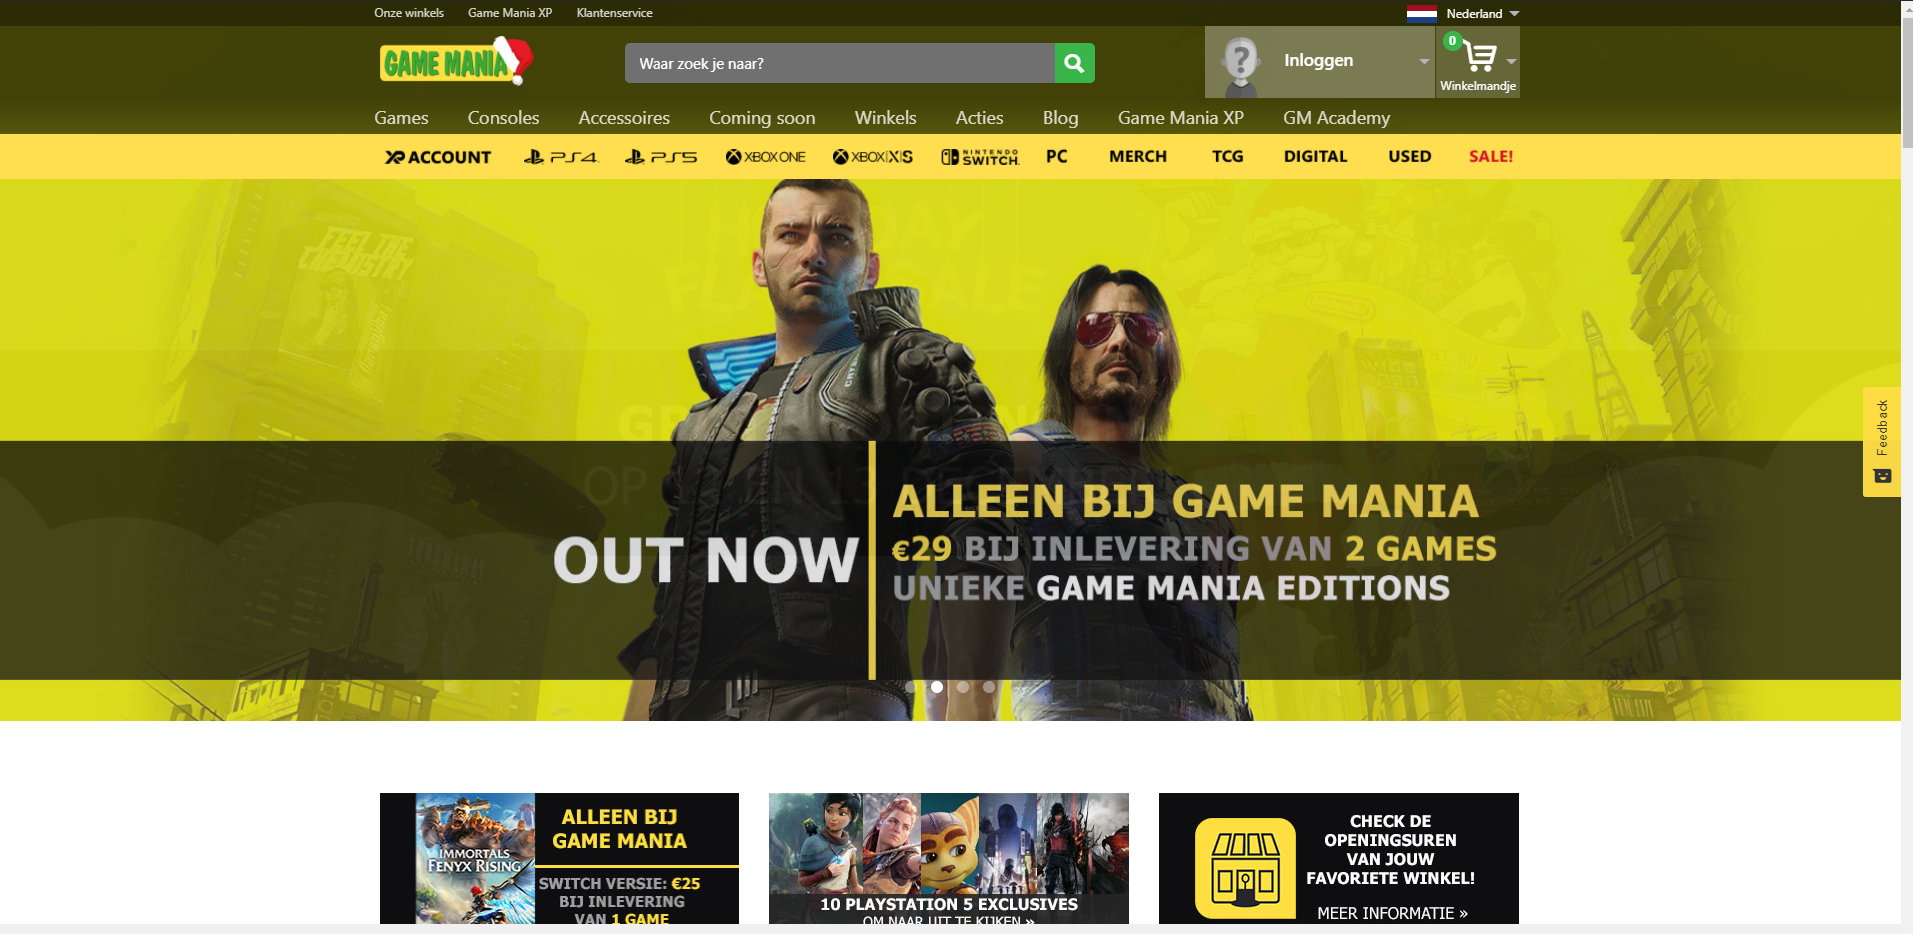 Onze winkels
Game Mania XP
Klantenservice
Nederland
GAME MANIA
Waar zoek je naar?
Inloggen
0
Winkelmandje
Games
Consoles
Accessoires
Coming soon
Winkels
Acties
Blog
Game Mania XP
GM Academy
XP ACCOUNT
PS4
PS5
XBOX ONE
XBOX SERIES X|S
NINTENDO
SWITCH
PC
MERCH
TCG
DIGITAL
USED
SALE!
FEEL THE
CHEMISTRY
Feedback
OUT NOW
ALLEEN BIJ GAME MANIA
€29 BIJ INLEVERING VAN 2 GAMES
UNIEKE GAME MANIA EDITIONS
IMMORTALS
FENYX RISING
ALLEEN BIJ
GAME MANIA
SWITCH VERSIE: €25
BIJ INLEVERING
VAN 1 GAME
10 PLAYSTATION 5 EXCLUSIVES
OM NAAR UIT TE KIJKEN »
CHECK DE
OPENINGSUREN
VAN JOUW
FAVORIETE WINKEL!
MEER INFORMATIE »